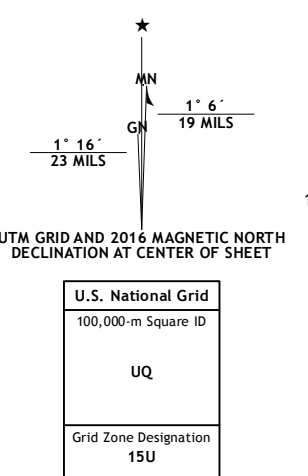 ★
MN
1° 6´
19 MILS
GN
1° 16´
23 MILS
UTM GRID AND 2016 MAGNETIC NORTH
DECLINATION AT CENTER OF SHEET
U.S. National Grid
100,000-m Square ID
UQ
Grid Zone Designation
15U